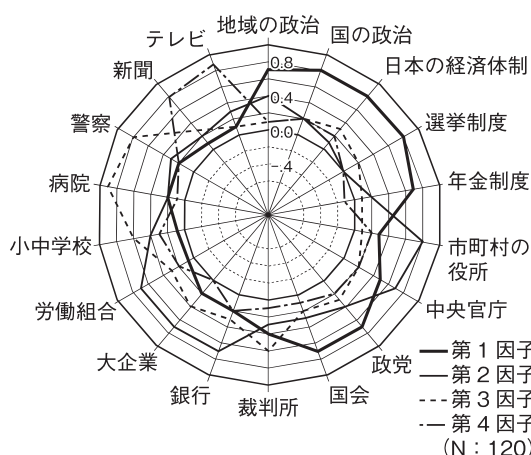 地域の政治
国の政治
日本の経済体制
選挙制度
年金制度
市町村の
役所
中央官庁
政党
国会
裁判所
銀行
大企業
労働組合
小中学校
病院
警察
新聞
テレビ
0.8
0.4
0.0
-.4
第1因子
第2因子
第3因子
第4因子
(N:120)